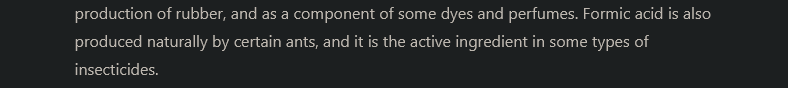 production of rubber, and as a component of some dyes and perfumes. Formic acid is also
produced naturally by certain ants, and it is the active ingredient in some types of
insecticides.